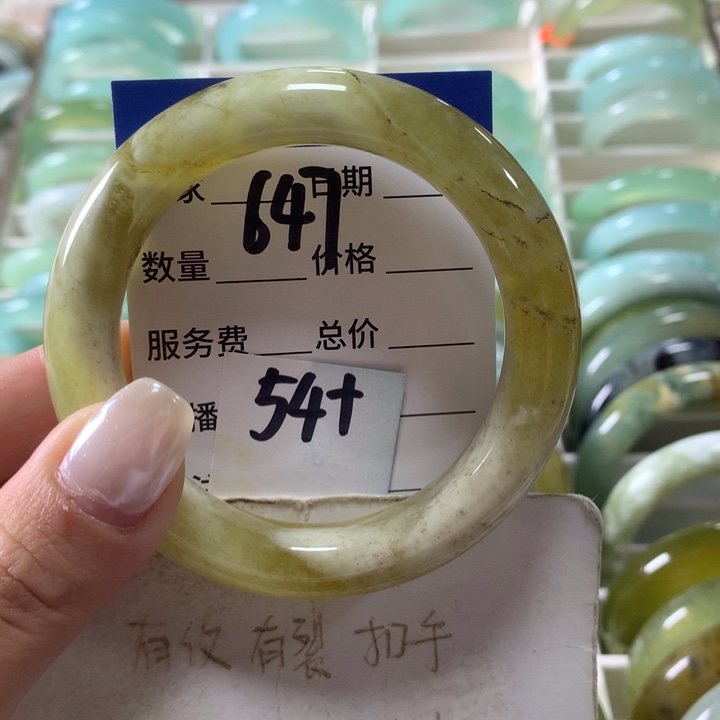 647
家 日期
数量 价格
服务费 总价
播
54+
有纹 有裂 扣手